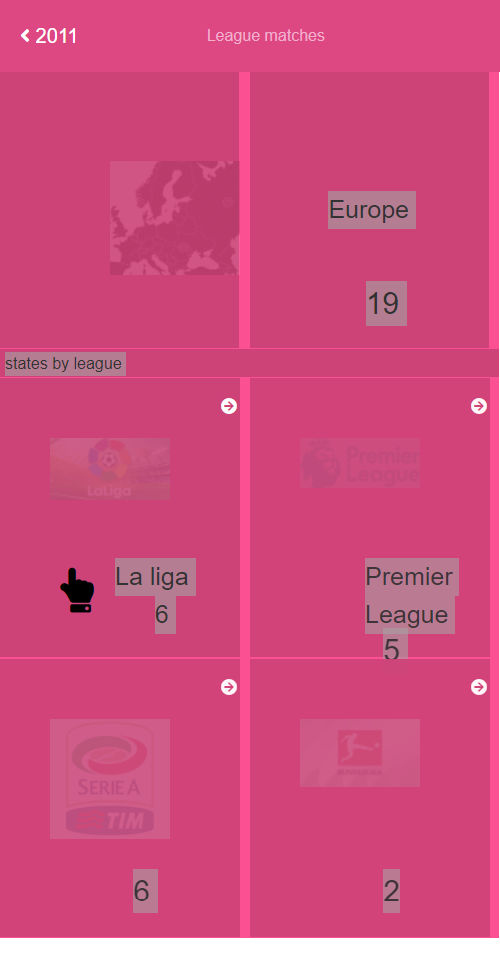 2011
League matches
Europe
19
states by league
LaLiga
Premier
League
La liga
6
Premier
League
5
SERIE A
TIM
6
2